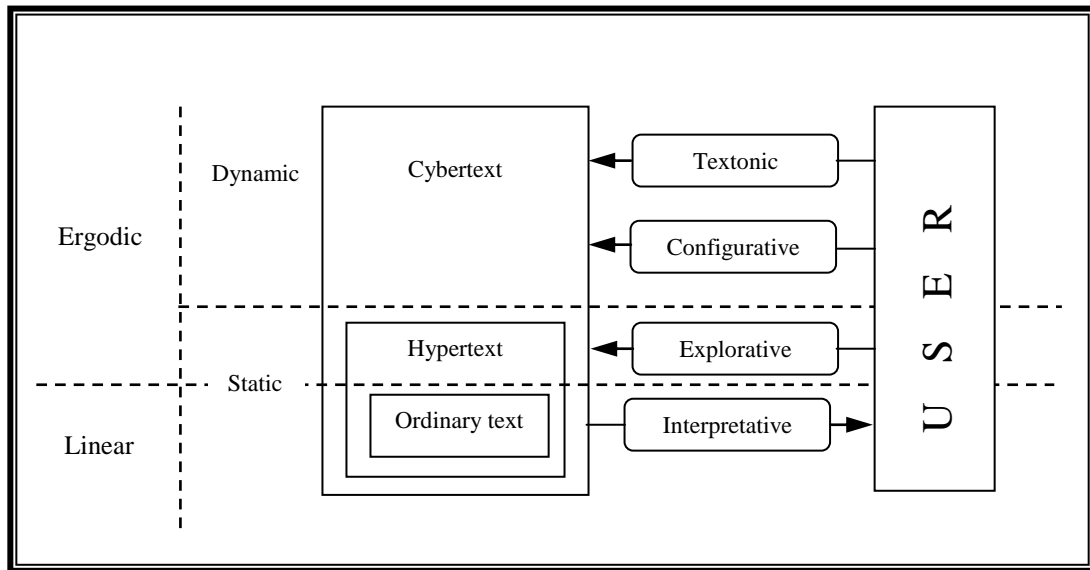 Dynamic
Cybertext
Textonic
Ergodic
Configurative
USER
Hypertext
Explorative
Static
Ordinary text
Interpretative
Linear